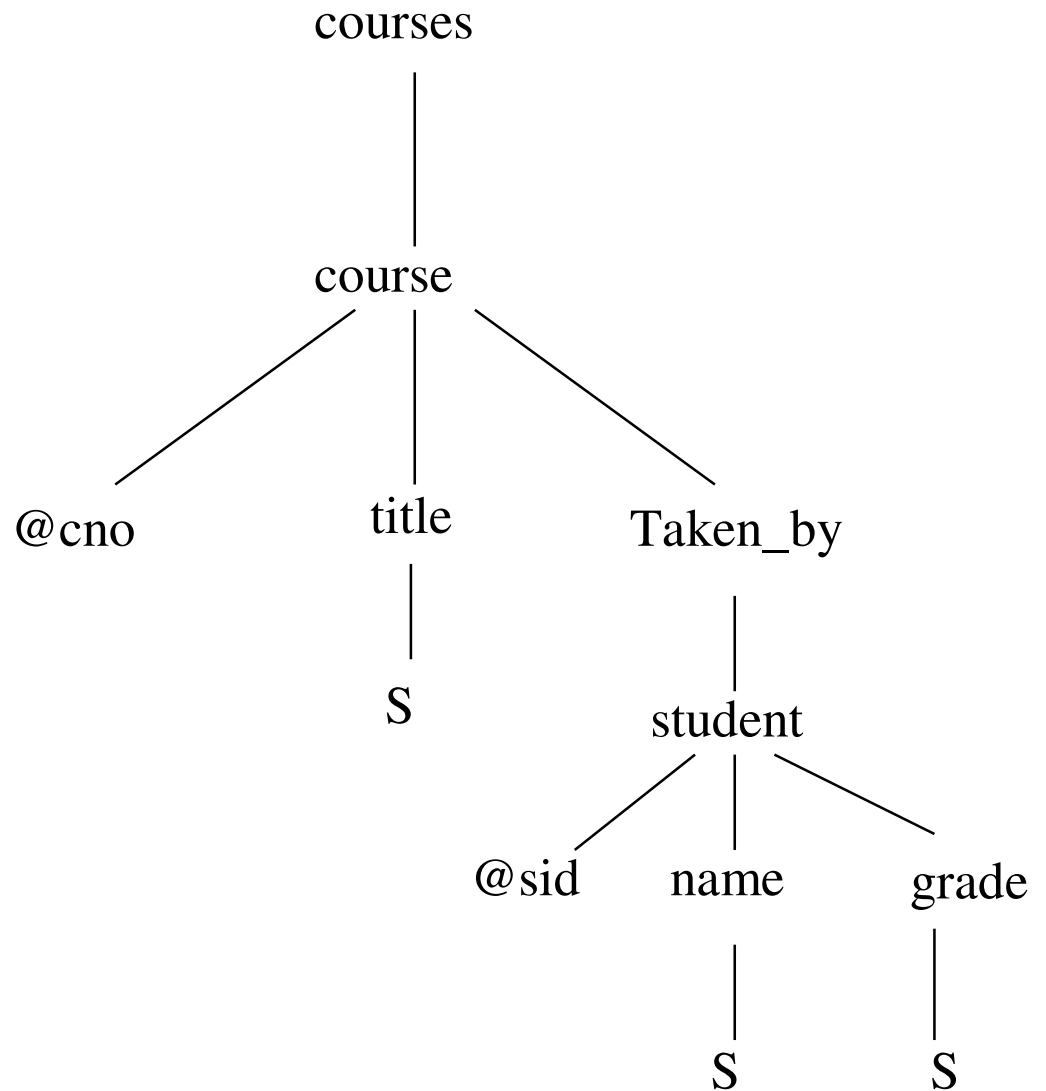 courses
course
@cno title Taken_by
S
student
@sid name grade
S S